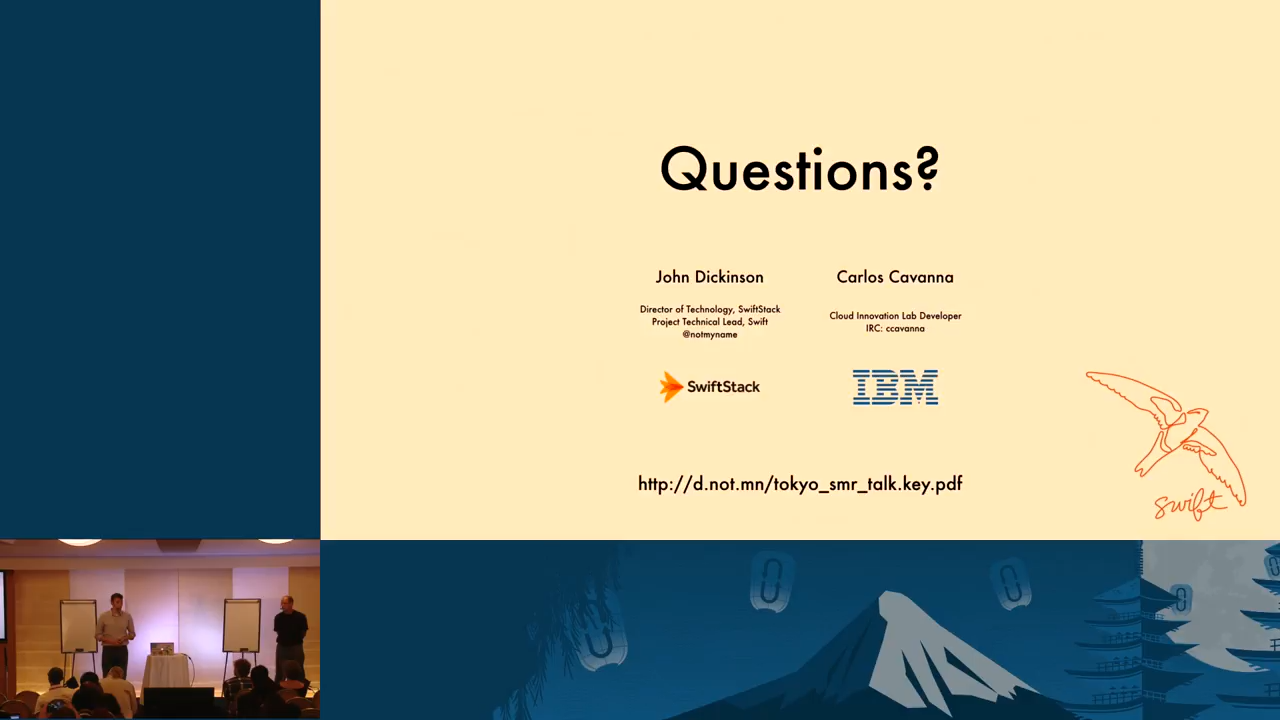 Questions?
John Dickinson
Director of Technology, SwiftStack
Project Technical Lead, Swift
@notmyname
SwiftStack
Carlos Cavanna
Cloud Innovation Lab Developer
IRC: ccavanna
IBM
http://d.not.mn/tokyo_smr_talk.key.pdf
swift